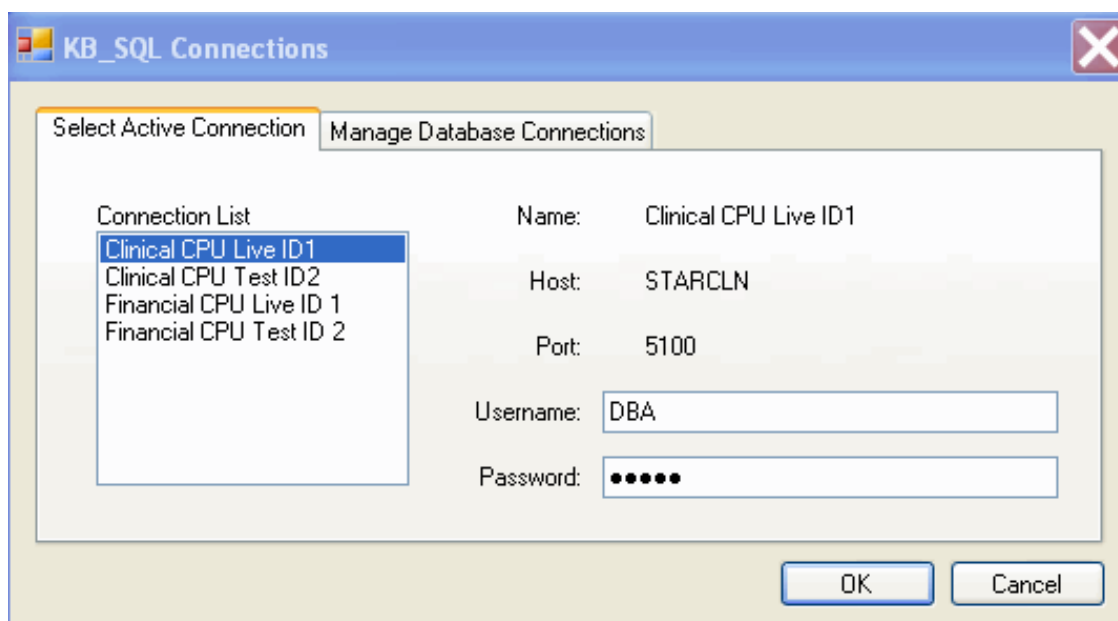 KB_SQL Connections
Select Active Connection
Manage Database Connections
Connection List
Clinical CPU Live ID1
Clinical CPU Test ID2
Financial CPU Live ID 1
Financial CPU Test ID 2
Name: Clinical CPU Live ID1
Host: STARCLN
Port: 5100
Username: DBA
Password: •••••
OK
Cancel